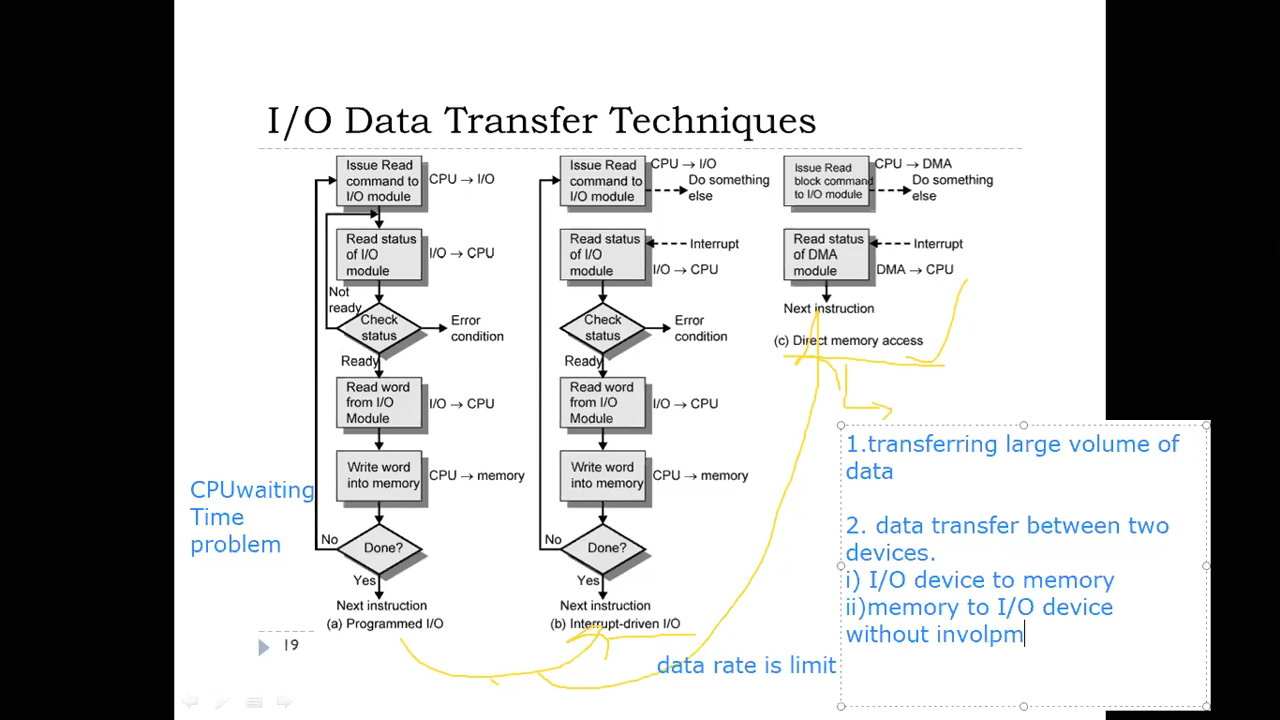 I/O Data Transfer Techniques
Issue Read
command to
I/O module
CPU → I/O
Read status
of I/O
module
I/O → CPU
Not
ready
Check
status
Error
condition
Ready
Read word
from I/O
Module
I/O → CPU
Write word
into memory
CPU → memory
No
Done?
Yes
Next instruction
(a) Programmed I/O
Issue Read
command to
I/O module
CPU → I/O
Do something
else
Read status
of I/O
module
Interrupt
I/O → CPU
Check
status
Error
condition
Ready
Read word
from I/O
Module
I/O → CPU
Write word
into memory
CPU → memory
No
Done?
Yes
Next instruction
(b) Interrupt-driven I/O
Issue Read
block command
to I/O module
CPU → DMA
Do something
else
Read status
of DMA
module
Interrupt
DMA → CPU
Next instruction
(c) Direct memory access
CPUwaiting
Time
problem
data rate is limit
1.transferring large volume of
data
2. data transfer between two
devices.
i) I/O device to memory
ii)memory to I/O device
without involpm
19